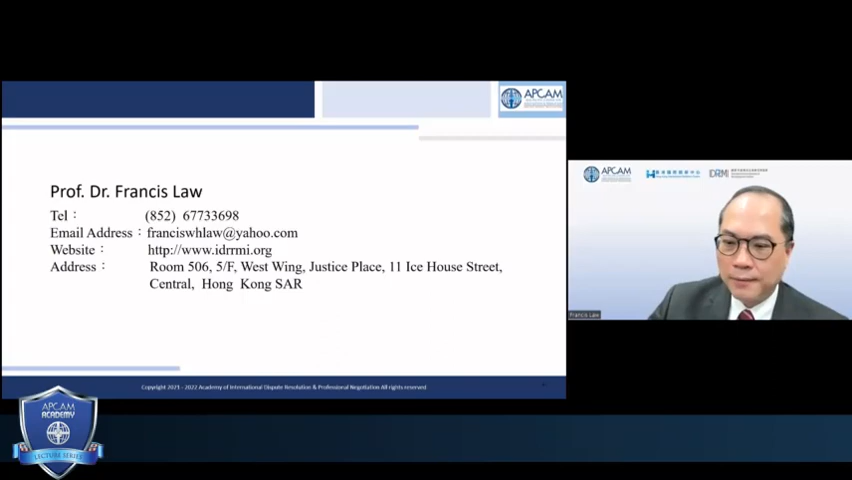 APCAM
Prof. Dr. Francis Law
Tel：(852) 67733698
Email Address：franciswhlaw@yahoo.com
Website：http://www.idrrmi.org
Address：Room 506, 5/F, West Wing, Justice Place, 11 Ice House Street,
Central, Hong Kong SAR
Copyright 2021 - 2022 Academy of International Dispute Resolution & Professional Negotiation All rights reserved
APCAM
IDRRMI
Francis Law
APCAM
ACADEMY
LECTURE SERIES